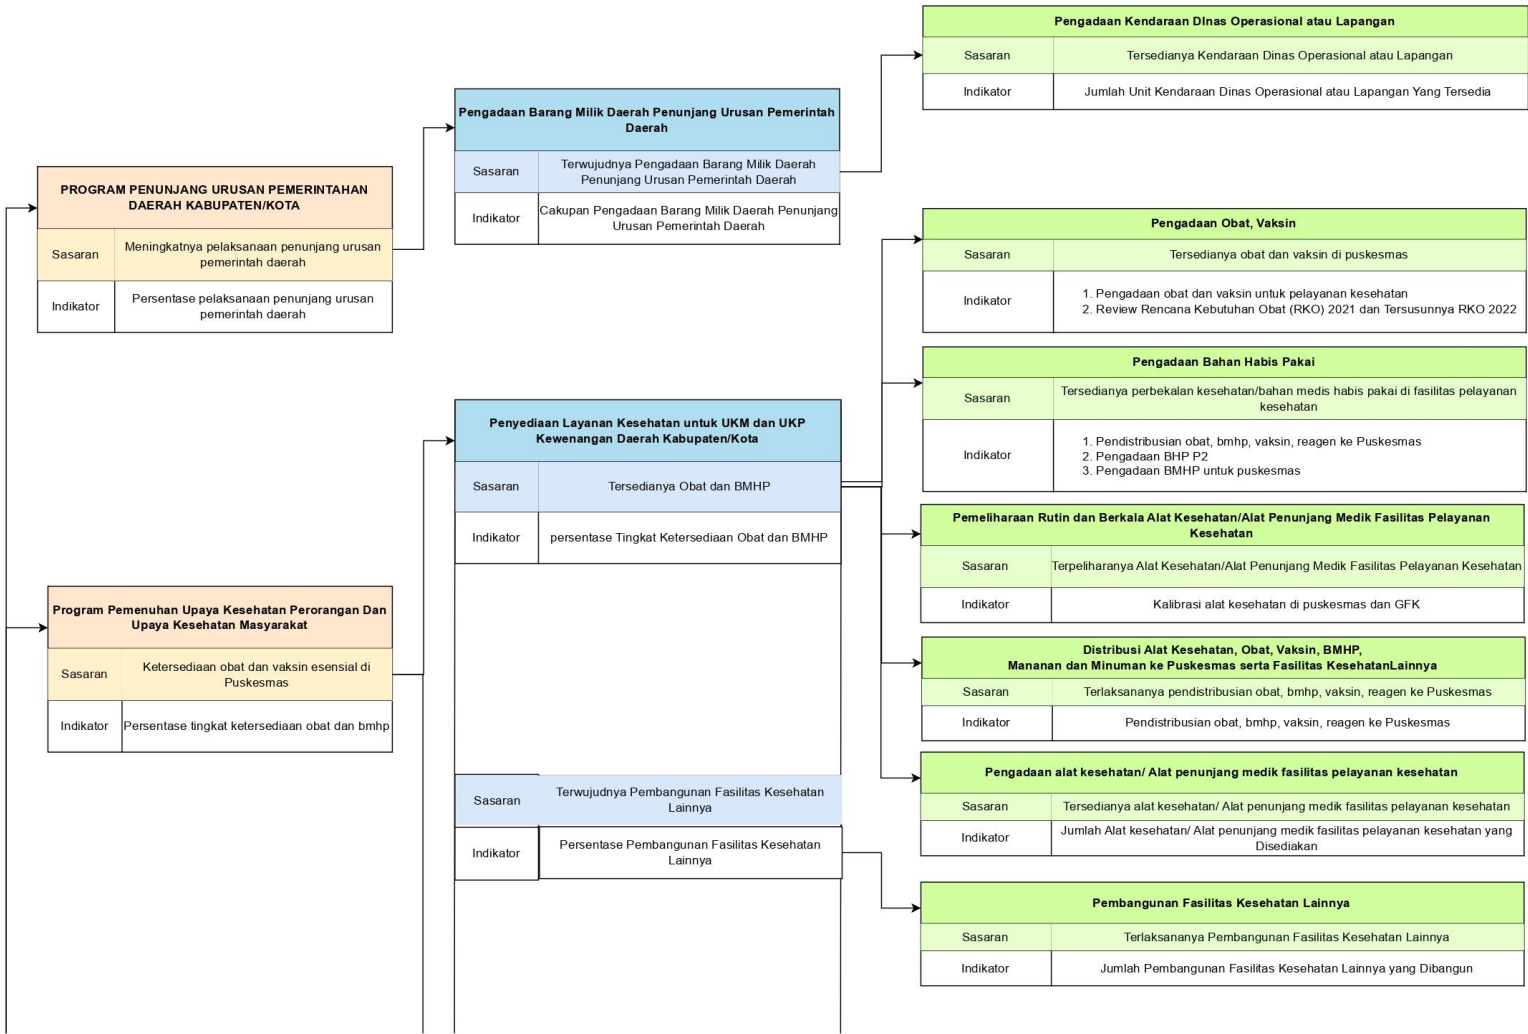 PROGRAM PENUNJANG URUSAN PEMERINTAHAN
DAERAH KABUPATEN/KOTA
Sasaran
Meningkatnya pelaksanaan penunjang urusan
pemerintah daerah
Indikator
Persentase pelaksanaan penunjang urusan
pemerintah daerah
Program Pemenuhan Upaya Kesehatan Perorangan Dan
Upaya Kesehatan Masyarakat
Sasaran
Ketersediaan obat dan vaksin esensial di
Puskesmas
Indikator
Persentase tingkat ketersediaan obat dan bmhp
Pengadaan Barang Milik Daerah Penunjang Urusan Pemerintah
Daerah
Sasaran
Terwujudnya Pengadaan Barang Milik Daerah
Penunjang Urusan Pemerintah Daerah
Indikator
Cakupan Pengadaan Barang Milik Daerah Penunjang
Urusan Pemerintah Daerah
Penyediaan Layanan Kesehatan untuk UKM dan UKP
Kewenangan Daerah Kabupaten/Kota
Sasaran
Tersedianya Obat dan BMHP
Indikator
persentase Tingkat Ketersediaan Obat dan BMHP
Sasaran
Terwujudnya Pembangunan Fasilitas Kesehatan
Lainnya
Indikator
Persentase Pembangunan Fasilitas Kesehatan
Lainnya
Pengadaan Kendaraan DInas Operasional atau Lapangan
Sasaran
Tersedianya Kendaraan Dinas Operasional atau Lapangan
Indikator
Jumlah Unit Kendaraan Dinas Operasional atau Lapangan Yang Tersedia
Pengadaan Obat, Vaksin
Sasaran
Tersedianya obat dan vaksin di puskesmas
Indikator
1. Pengadaan obat dan vaksin untuk pelayanan kesehatan
2. Review Rencana Kebutuhan Obat (RKO) 2021 dan Tersusunnya RKO 2022
Pengadaan Bahan Habis Pakai
Sasaran
Tersedianya perbekalan kesehatan/bahan medis habis pakai di fasilitas pelayanan
kesehatan
Indikator
1. Pendistribusian obat, bmhp, vaksin, reagen ke Puskesmas
2. Pengadaan BHP P2
3. Pengadaan BMHP untuk puskesmas
Pemeliharaan Rutin dan Berkala Alat Kesehatan/Alat Penunjang Medik Fasilitas Pelayanan
Kesehatan
Sasaran
Terpeliharanya Alat Kesehatan/Alat Penunjang Medik Fasilitas Pelayanan Kesehatan
Indikator
Kalibrasi alat kesehatan di puskesmas dan GFK
Distribusi Alat Kesehatan, Obat, Vaksin, BMHP,
Mananan dan Minuman ke Puskesmas serta Fasilitas KesehatanLainnya
Sasaran
Terlaksananya pendistribusian obat, bmhp, vaksin, reagen ke Puskesmas
Indikator
Pendistribusian obat, bmhp, vaksin, reagen ke Puskesmas
Pengadaan alat kesehatan/ Alat penunjang medik fasilitas pelayanan kesehatan
Sasaran
Tersedianya alat kesehatan/ Alat penunjang medik fasilitas pelayanan kesehatan
Indikator
Jumlah Alat kesehatan/ Alat penunjang medik fasilitas pelayanan kesehatan yang
Disediakan
Pembangunan Fasilitas Kesehatan Lainnya
Sasaran
Terlaksananya Pembangunan Fasilitas Kesehatan Lainnya
Indikator
Jumlah Pembangunan Fasilitas Kesehatan Lainnya yang Dibangun